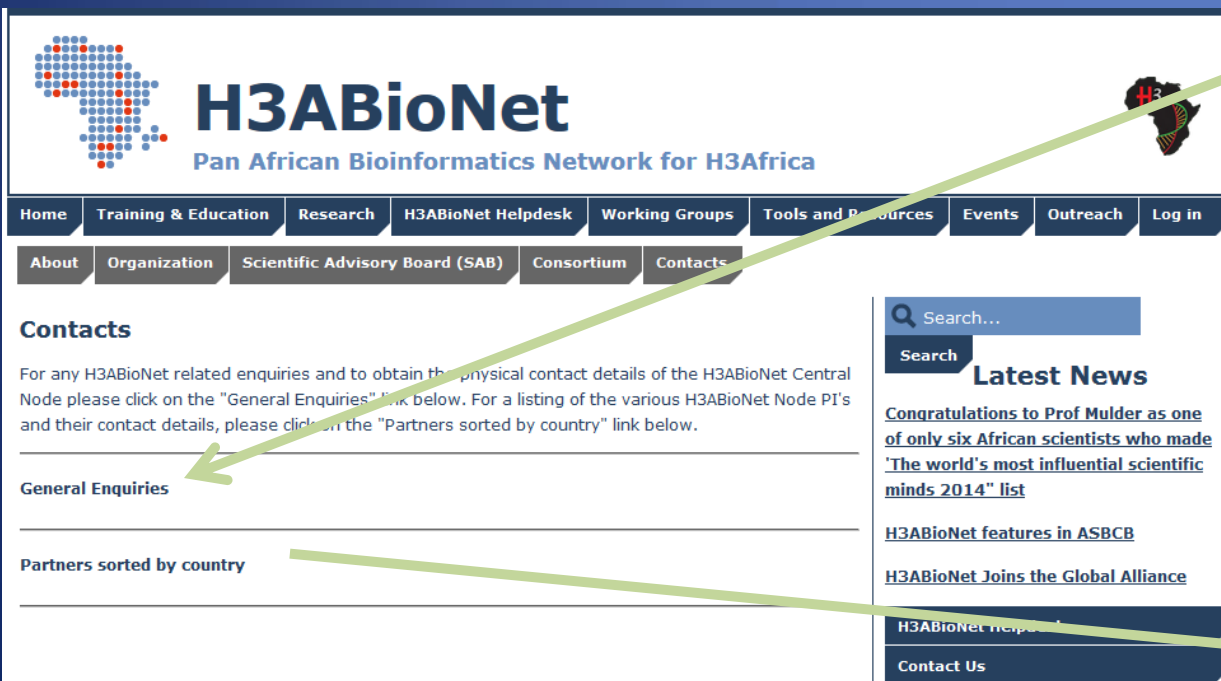 H3ABioNet
Pan African Bioinformatics Network for H3Africa
H3
Home Training & Education Research H3ABioNet Helpdesk Working Groups Tools and Resources Events Outreach Log in
About Organization Scientific Advisory Board (SAB) Consortium Contacts
Contacts
For any H3ABioNet related enquiries and to obtain the physical contact details of the H3ABioNet Central
Node please click on the "General Enquiries" link below. For a listing of the various H3ABioNet Node PI's
and their contact details, please click on the "Partners sorted by country" link below.
General Enquiries
Partners sorted by country
Search...
Search
Latest News
Congratulations to Prof Mulder as one
of only six African scientists who made
'The world's most influential scientific
minds 2014" list
H3ABioNet features in ASBCB
H3ABioNet Joins the Global Alliance
H3ABioNet Helpdesk
Contact Us